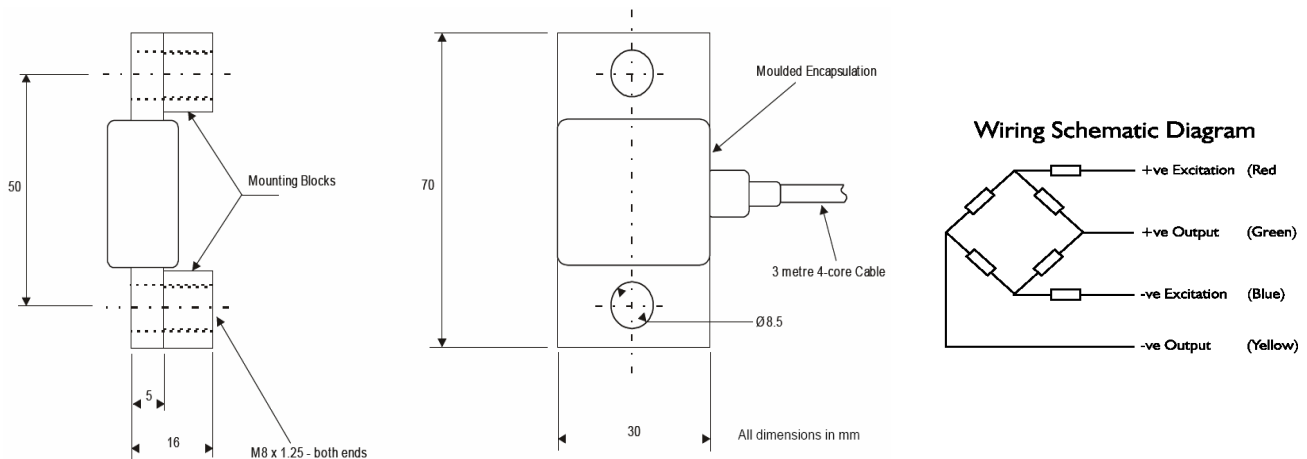 50
Mounting Blocks
5
16
M8 x 1.25 - both ends
70
Moulded Encapsulation
3 metre 4-core Cable
Ø8.5
30
All dimensions in mm
Wiring Schematic Diagram
+ve Excitation (Red
+ve Output (Green)
-ve Excitation (Blue)
-ve Output (Yellow)